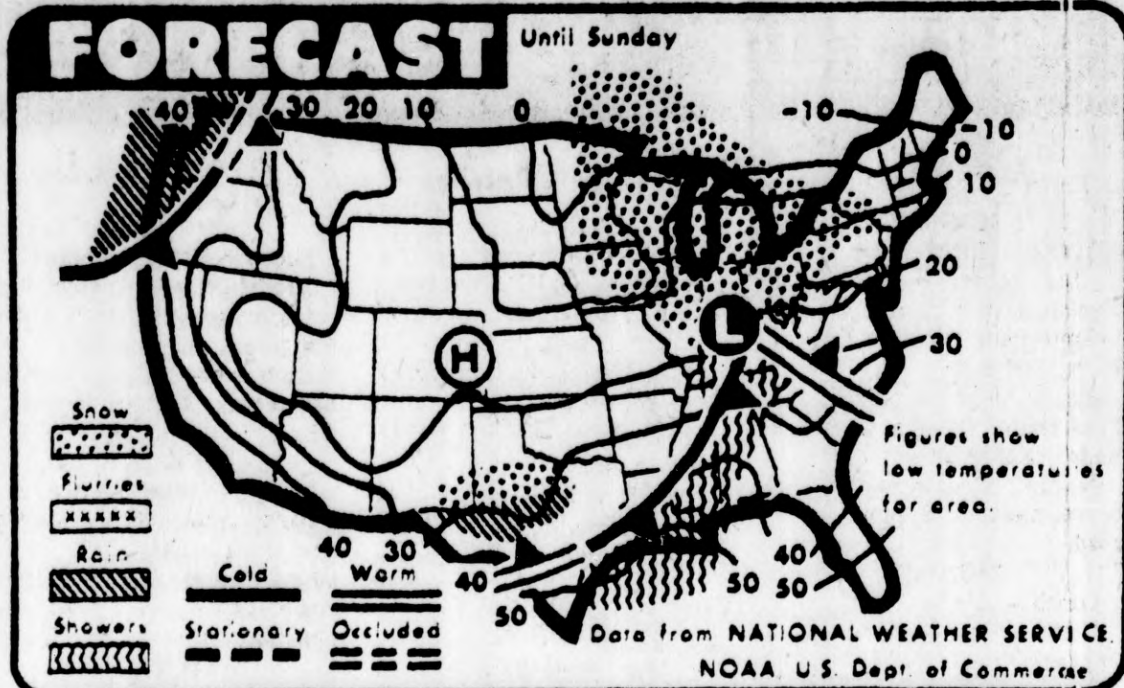 FORECAST
Until Sunday
40 30 20 10 0 -10
-10
0
10
20
H
L
30
Snow
Flurries
xxxxx
Rain
Showers
Cold
Stationary
Warm
Occluded
40 30
40
50
50
40
50
Figures show
low temperatures
for area.
Data from NATIONAL WEATHER SERVICE.
NOAA, U.S. Dept. of Commerce